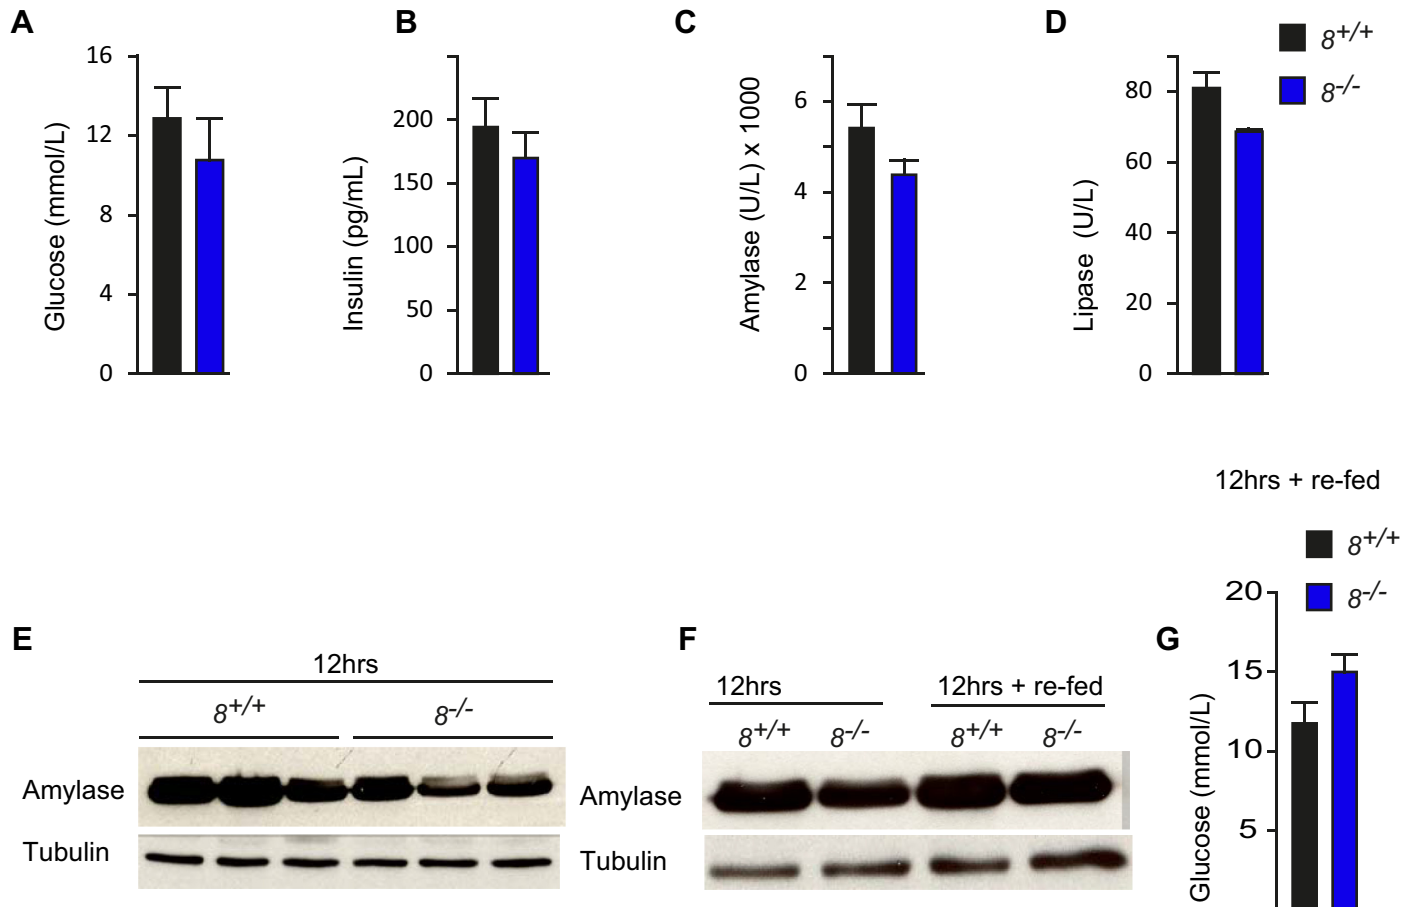 A
B
C
D
8+/+
8-/-
16
12
8
4
0
Glucose (mmol/L)
200
150
100
50
0
Insulin (pg/mL)
6
4
2
0
Amylase (U/L) x 1000
80
60
40
20
0
Lipase (U/L)
12hrs + re-fed
8+/+
8-/-
E
12hrs
8+/+
8-/-
Amylase
Tubulin
F
12hrs
12hrs + re-fed
8+/+
8-/-
8+/+
8-/-
Amylase
Tubulin
G
20
15
10
5
Glucose (mmol/L)